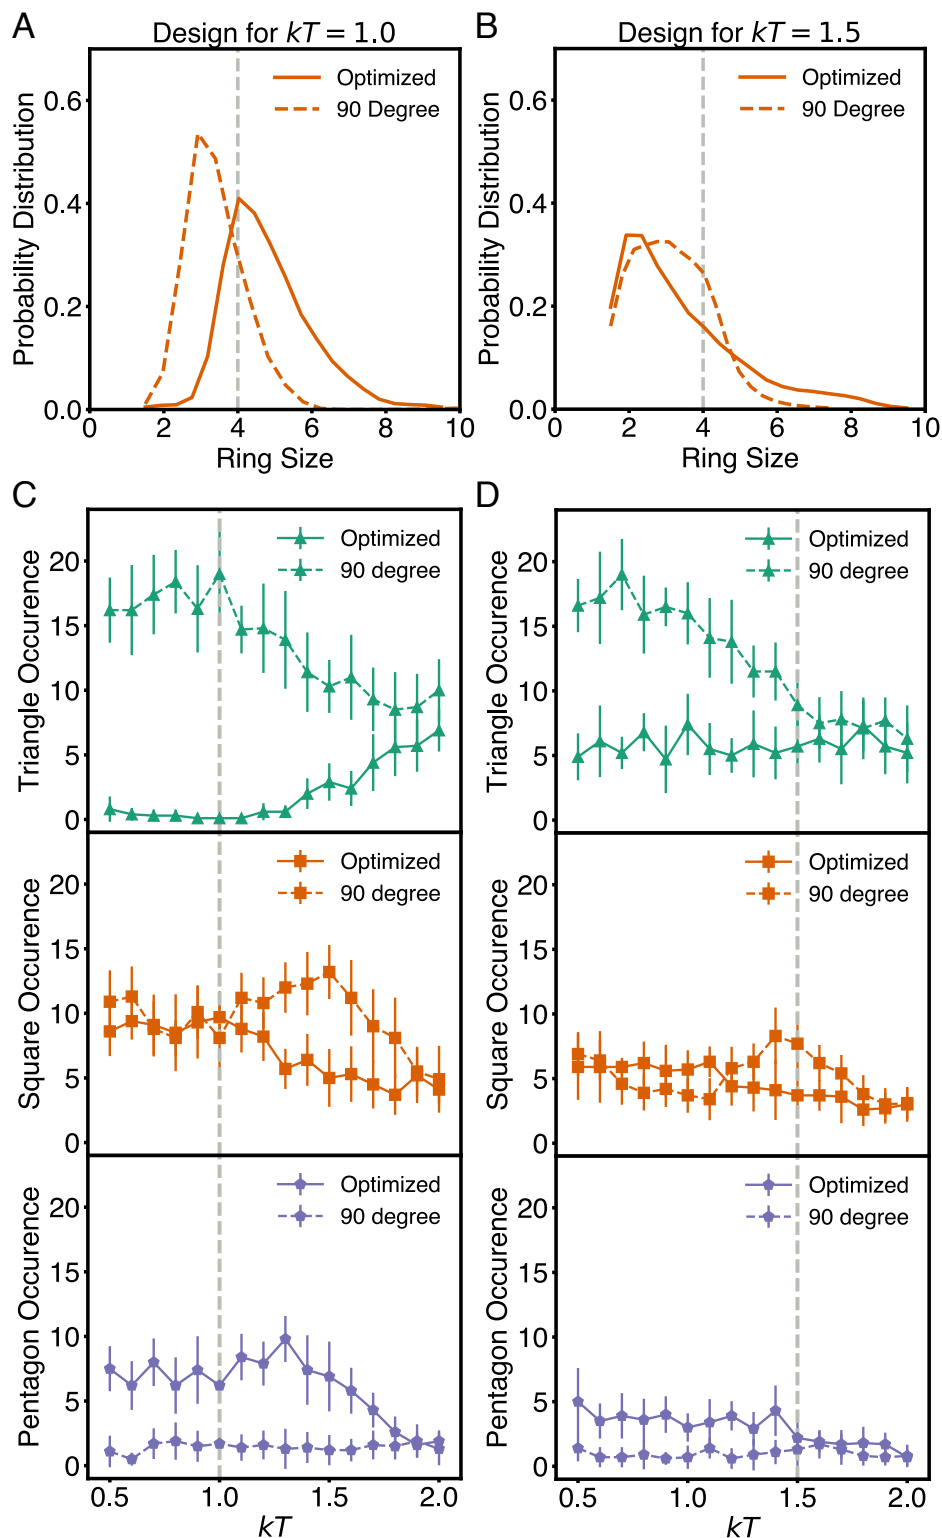 A
Design for kT = 1.0
Probability Distribution
0.6
0.4
0.2
0.0
Optimized
90 Degree
0 2 4 6 8 10
Ring Size
B
Design for kT = 1.5
Probability Distribution
0.6
0.4
0.2
0.0
Optimized
90 Degree
0 2 4 6 8 10
Ring Size
C
Triangle Occurence
20
15
10
5
0
Optimized
90 degree
Square Occurence
20
15
10
5
0
Optimized
90 degree
Pentagon Occurence
20
15
10
5
0
Optimized
90 degree
0.5 1.0 1.5 2.0
kT
D
Triangle Occurence
20
15
10
5
0
Optimized
90 degree
Square Occurence
20
15
10
5
0
Optimized
90 degree
Pentagon Occurence
20
15
10
5
0
Optimized
90 degree
0.5 1.0 1.5 2.0
kT